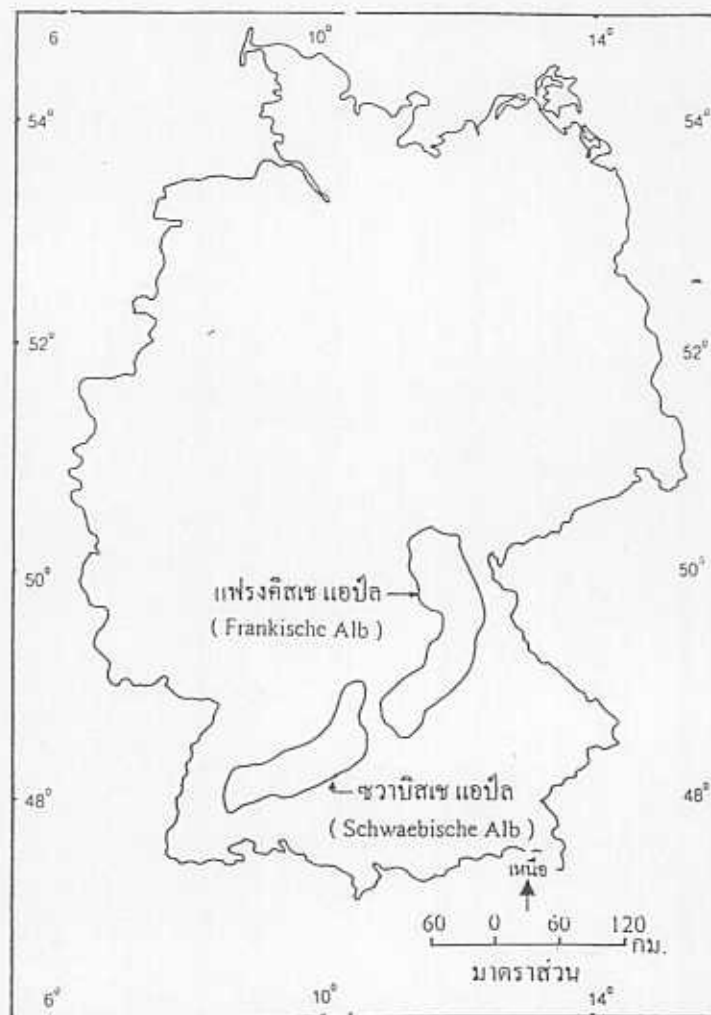 6 10° 14°
54° 54°
52° 52°
50° 50°
แฟรงคิสเช แอป์ล
( Frankische Alb )
48° 48°
ซวาบิสเช แอป์ล
( Schwaebische Alb )
เหนือ
60 0 60 120
กม.
มาตราส่วน
6° 10° 14°